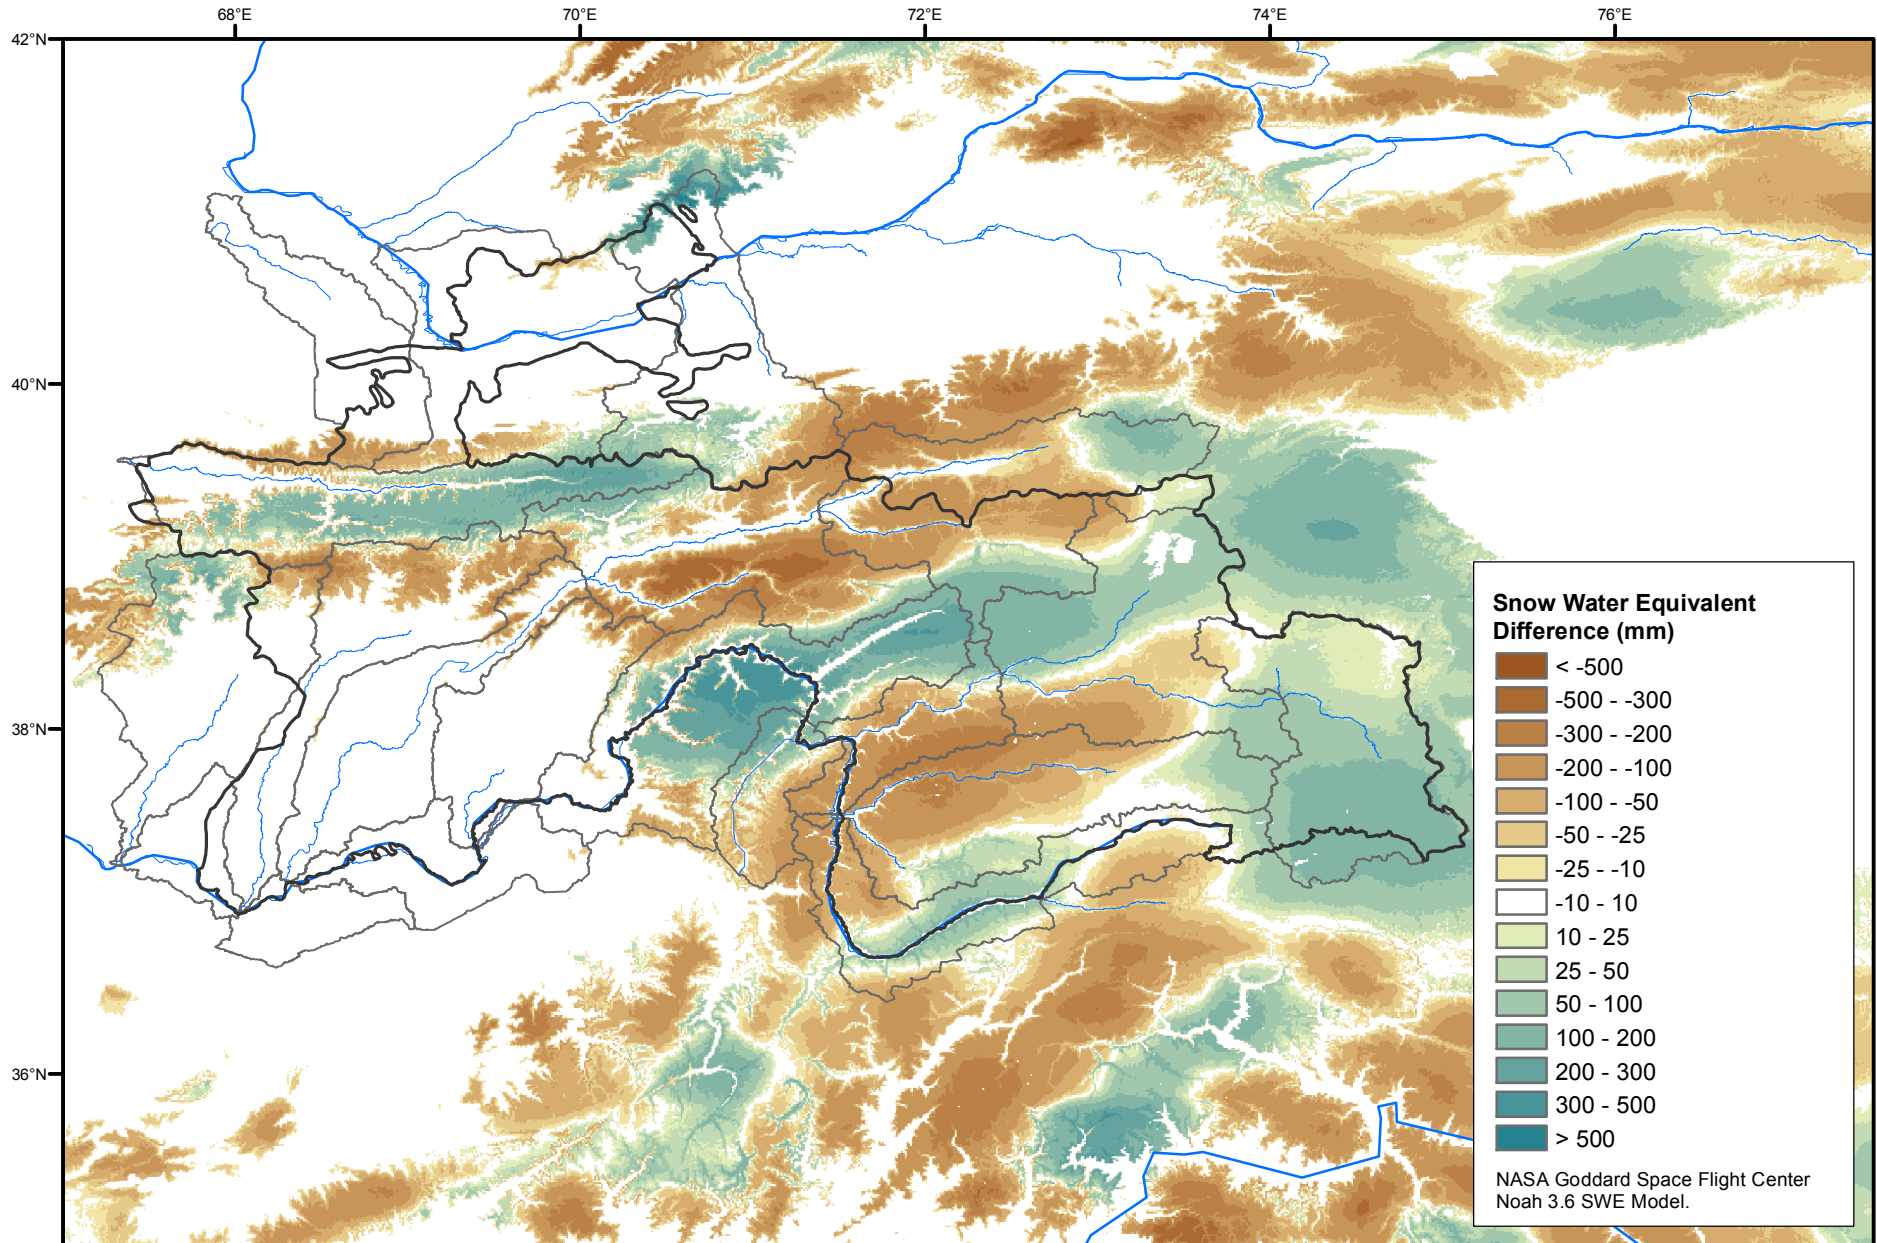 68°E 70°E 72°E 74°E 76°E
42°N
40°N
38°N
36°N
Snow Water Equivalent
Difference (mm)
< -500
-500 - -300
-300 - -200
-200 - -100
-100 - -50
-50 - -25
-25 - -10
-10 - 10
10 - 25
25 - 50
50 - 100
100 - 200
200 - 300
300 - 500
> 500
NASA Goddard Space Flight Center
Noah 3.6 SWE Model.